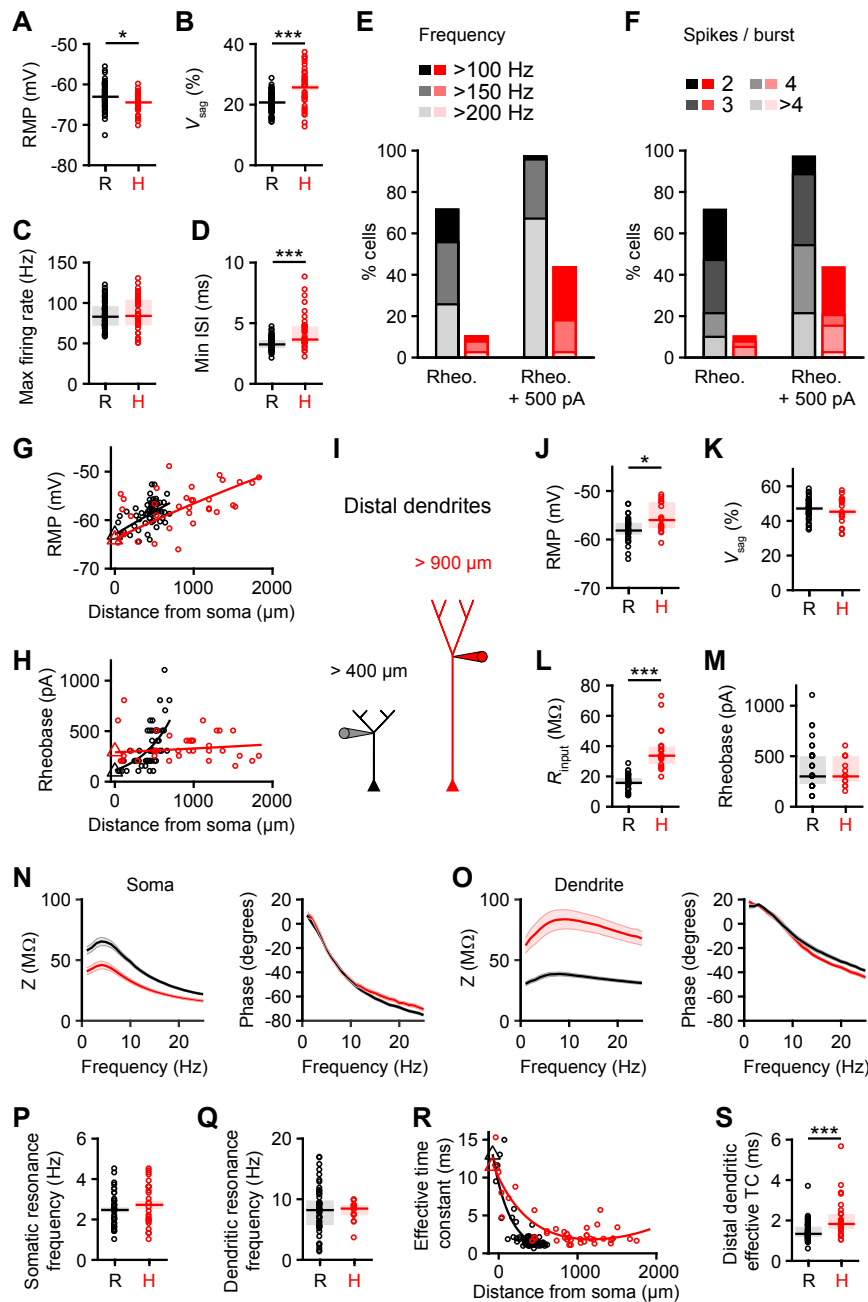 A
RMP (mV)
-50
-60
-70
-80
*
R
H
B
Vsag (%)
40
20
0
***
R
H
C
Max firing rate (Hz)
150
100
50
0
R
H
D
Min ISI (ms)
10
5
0
***
R
H
E
Frequency
>100 Hz
>150 Hz
>200 Hz
% cells
100
80
60
40
20
0
Rheo.
Rheo.
+ 500 pA
F
Spikes / burst
2
4
3
>4
% cells
100
80
60
40
20
0
Rheo.
Rheo.
+ 500 pA
G
RMP (mV)
-50
-60
-70
0
1000
2000
Distance from soma (µm)
H
Rheobase (pA)
1000
500
0
0
1000
2000
Distance from soma (µm)
I
Distal dendrites
> 900 µm
> 400 µm
J
RMP (mV)
-50
-60
-70
*
R
H
K
Vsag (%)
60
40
20
0
R
H
L
Rinput (MΩ)
80
60
40
20
0
***
R
H
M
Rheobase (pA)
1000
500
0
R
H
N
Soma
Z (MΩ)
100
50
0
0
10
20
Frequency (Hz)
Phase (degrees)
20
0
-20
-40
-60
-80
0
10
20
Frequency (Hz)
O
Dendrite
Z (MΩ)
100
50
0
0
10
20
Frequency (Hz)
Phase (degrees)
20
0
-20
-40
-60
-80
0
10
20
Frequency (Hz)
P
Somatic resonance
frequency (Hz)
6
4
2
0
R
H
Q
Dendritic resonance
frequency (Hz)
20
10
0
R
H
R
Effective time
constant (ms)
15
10
5
0
0
1000
2000
Distance from soma (µm)
S
Distal dendritic
effective TC (ms)
6
4
2
0
***
R
H